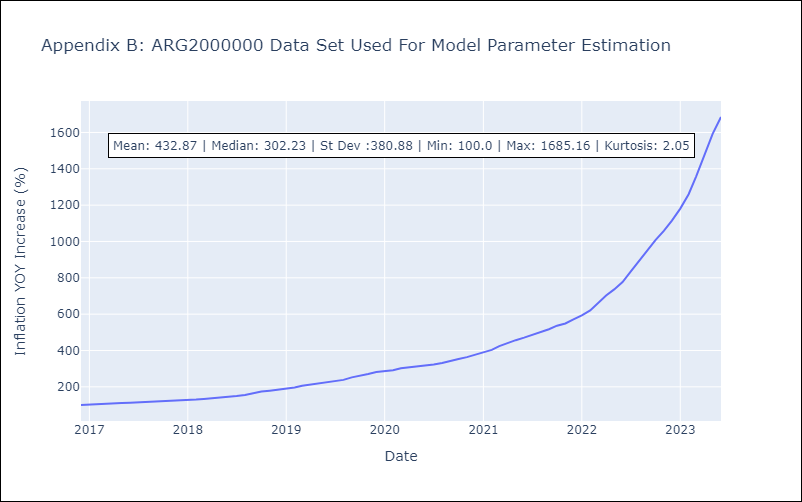 Appendix B: ARG2000000 Data Set Used For Model Parameter Estimation
Mean: 432.87 | Median: 302.23 | St Dev :380.88 | Min: 100.0 | Max: 1685.16 | Kurtosis: 2.05
Inflation YOY Increase (%)
1600
1400
1200
1000
800
600
400
200
2017 2018 2019 2020 2021 2022 2023
Date